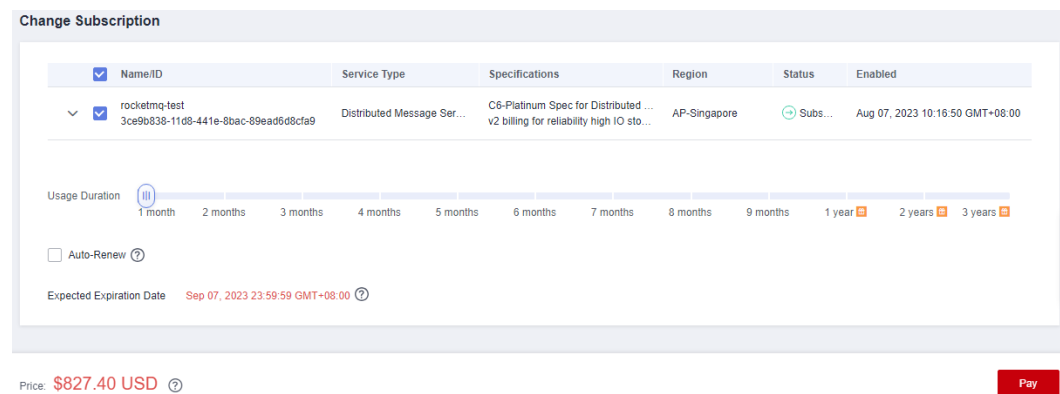 Change Subscription
Name/ID Service Type Specifications Region Status Enabled
rocketmq-test
3ce9b838-11d8-441e-8bac-89ead6d8cfa9
Distributed Message Ser...
C6-Platinum Spec for Distributed ...
v2 billing for reliability high IO sto...
AP-Singapore
Subs...
Aug 07, 2023 10:16:50 GMT+08:00
Usage Duration
1 month 2 months 3 months 4 months 5 months 6 months 7 months 8 months 9 months 1 year 2 years 3 years
Auto-Renew ?
Expected Expiration Date Sep 07, 2023 23:59:59 GMT+08:00 ?
Price: $827.40 USD ?
Pay